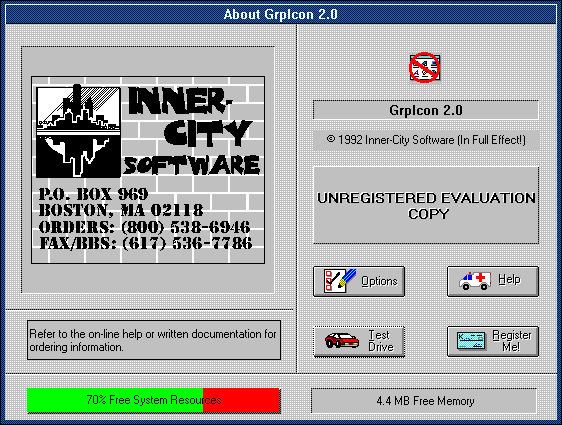 About GrpIcon 2.0
INNER-
CITY
SOFTWARE
P.O. BOX 969
BOSTON, MA 02118
ORDERS: (800) 538-6946
FAX/BBS: (617) 536-7786
GrpIcon 2.0
© 1992 Inner-City Software (In Full Effect!)
UNREGISTERED EVALUATION
COPY
Options
Help
Refer to the on-line help or written documentation for
ordering information.
Test
Drive
Register
Me!
70% Free System Resources
4.4 MB Free Memory